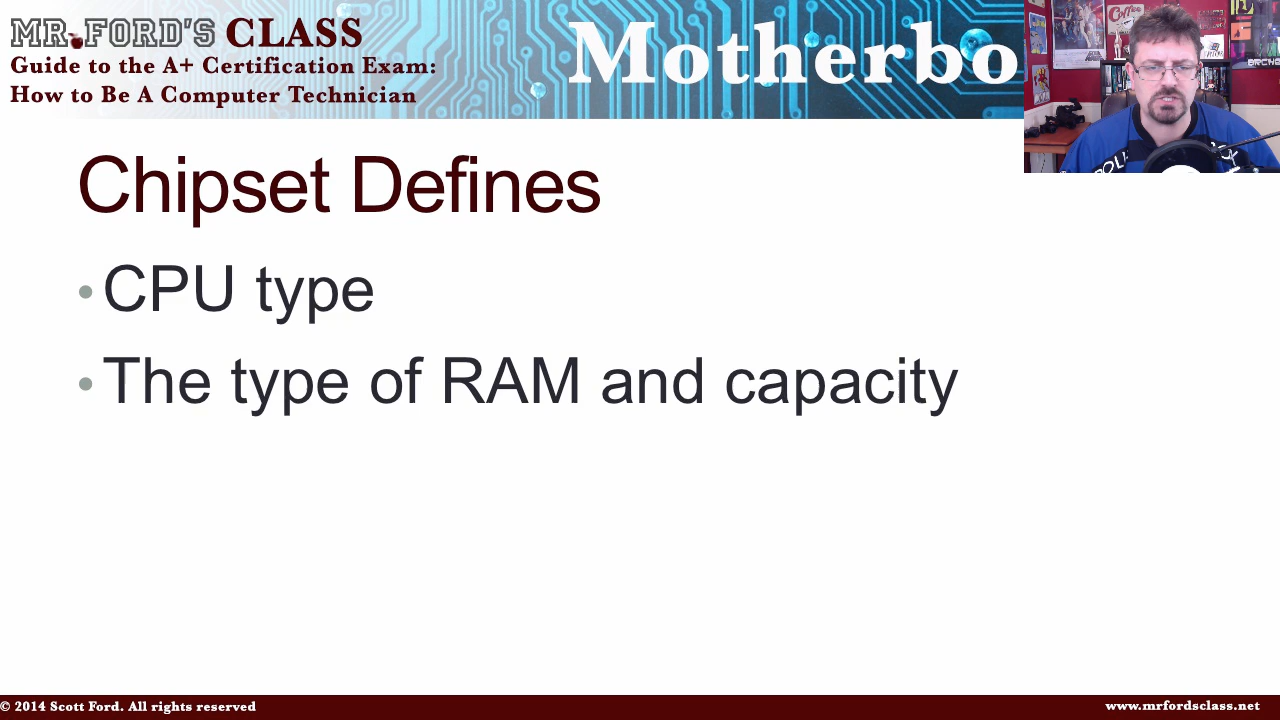 MR. FORD'S CLASS
Guide to the A+ Certification Exam:
How to Be A Computer Technician
Motherbo
Coffee
Chipset Defines
• CPU type
• The type of RAM and capacity
© 2014 Scott Ford. All rights reserved
www.mrfordsclass.net